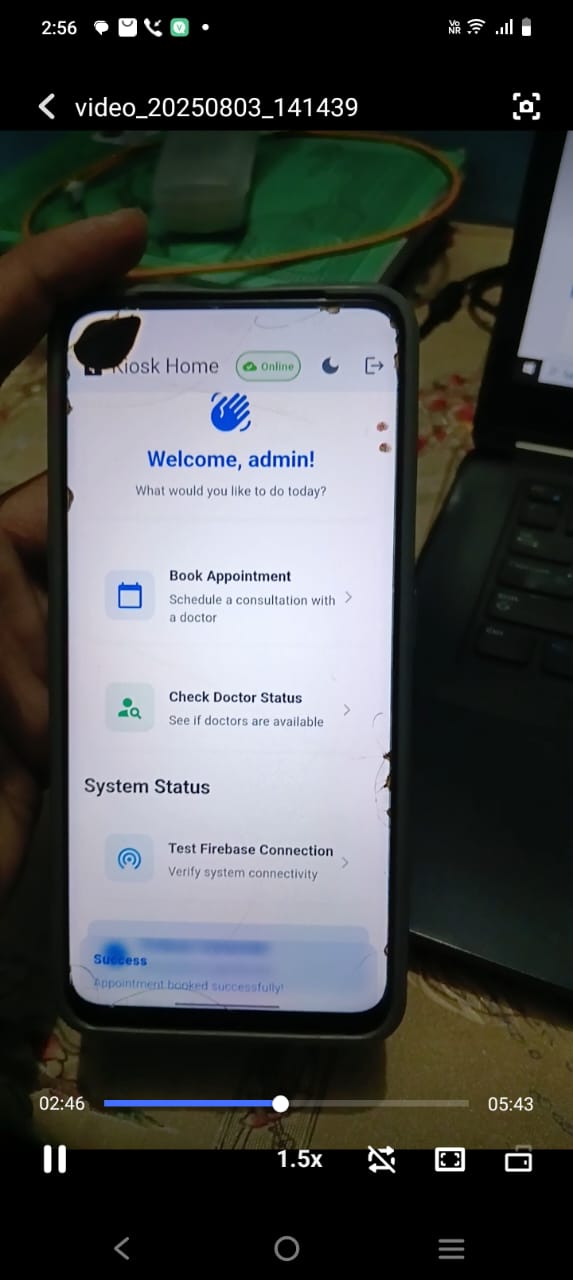 2:56
Vo
NR
video_20250803_141439
Kiosk Home
Online
Welcome, admin!
What would you like to do today?
Book Appointment
Schedule a consultation with
a doctor
Check Doctor Status
See if doctors are available
System Status
Test Firebase Connection
Verify system connectivity
Success
Appointment booked successfully!
02:46
05:43
1.5x